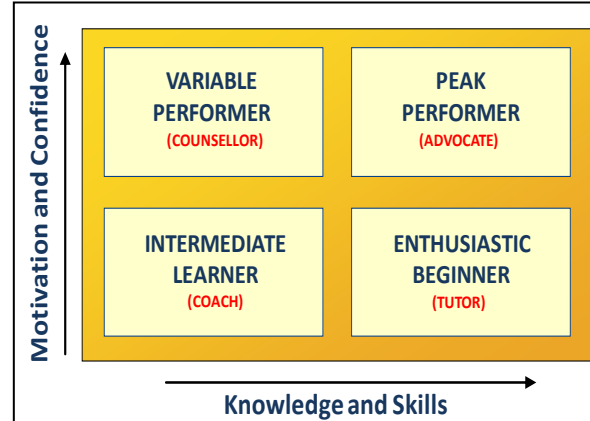 Motivation and Confidence
VARIABLE
PERFORMER
(COUNSELLOR)
PEAK
PERFORMER
(ADVOCATE)
INTERMEDIATE
LEARNER
(COACH)
ENTHUSIASTIC
BEGINNER
(TUTOR)
Knowledge and Skills